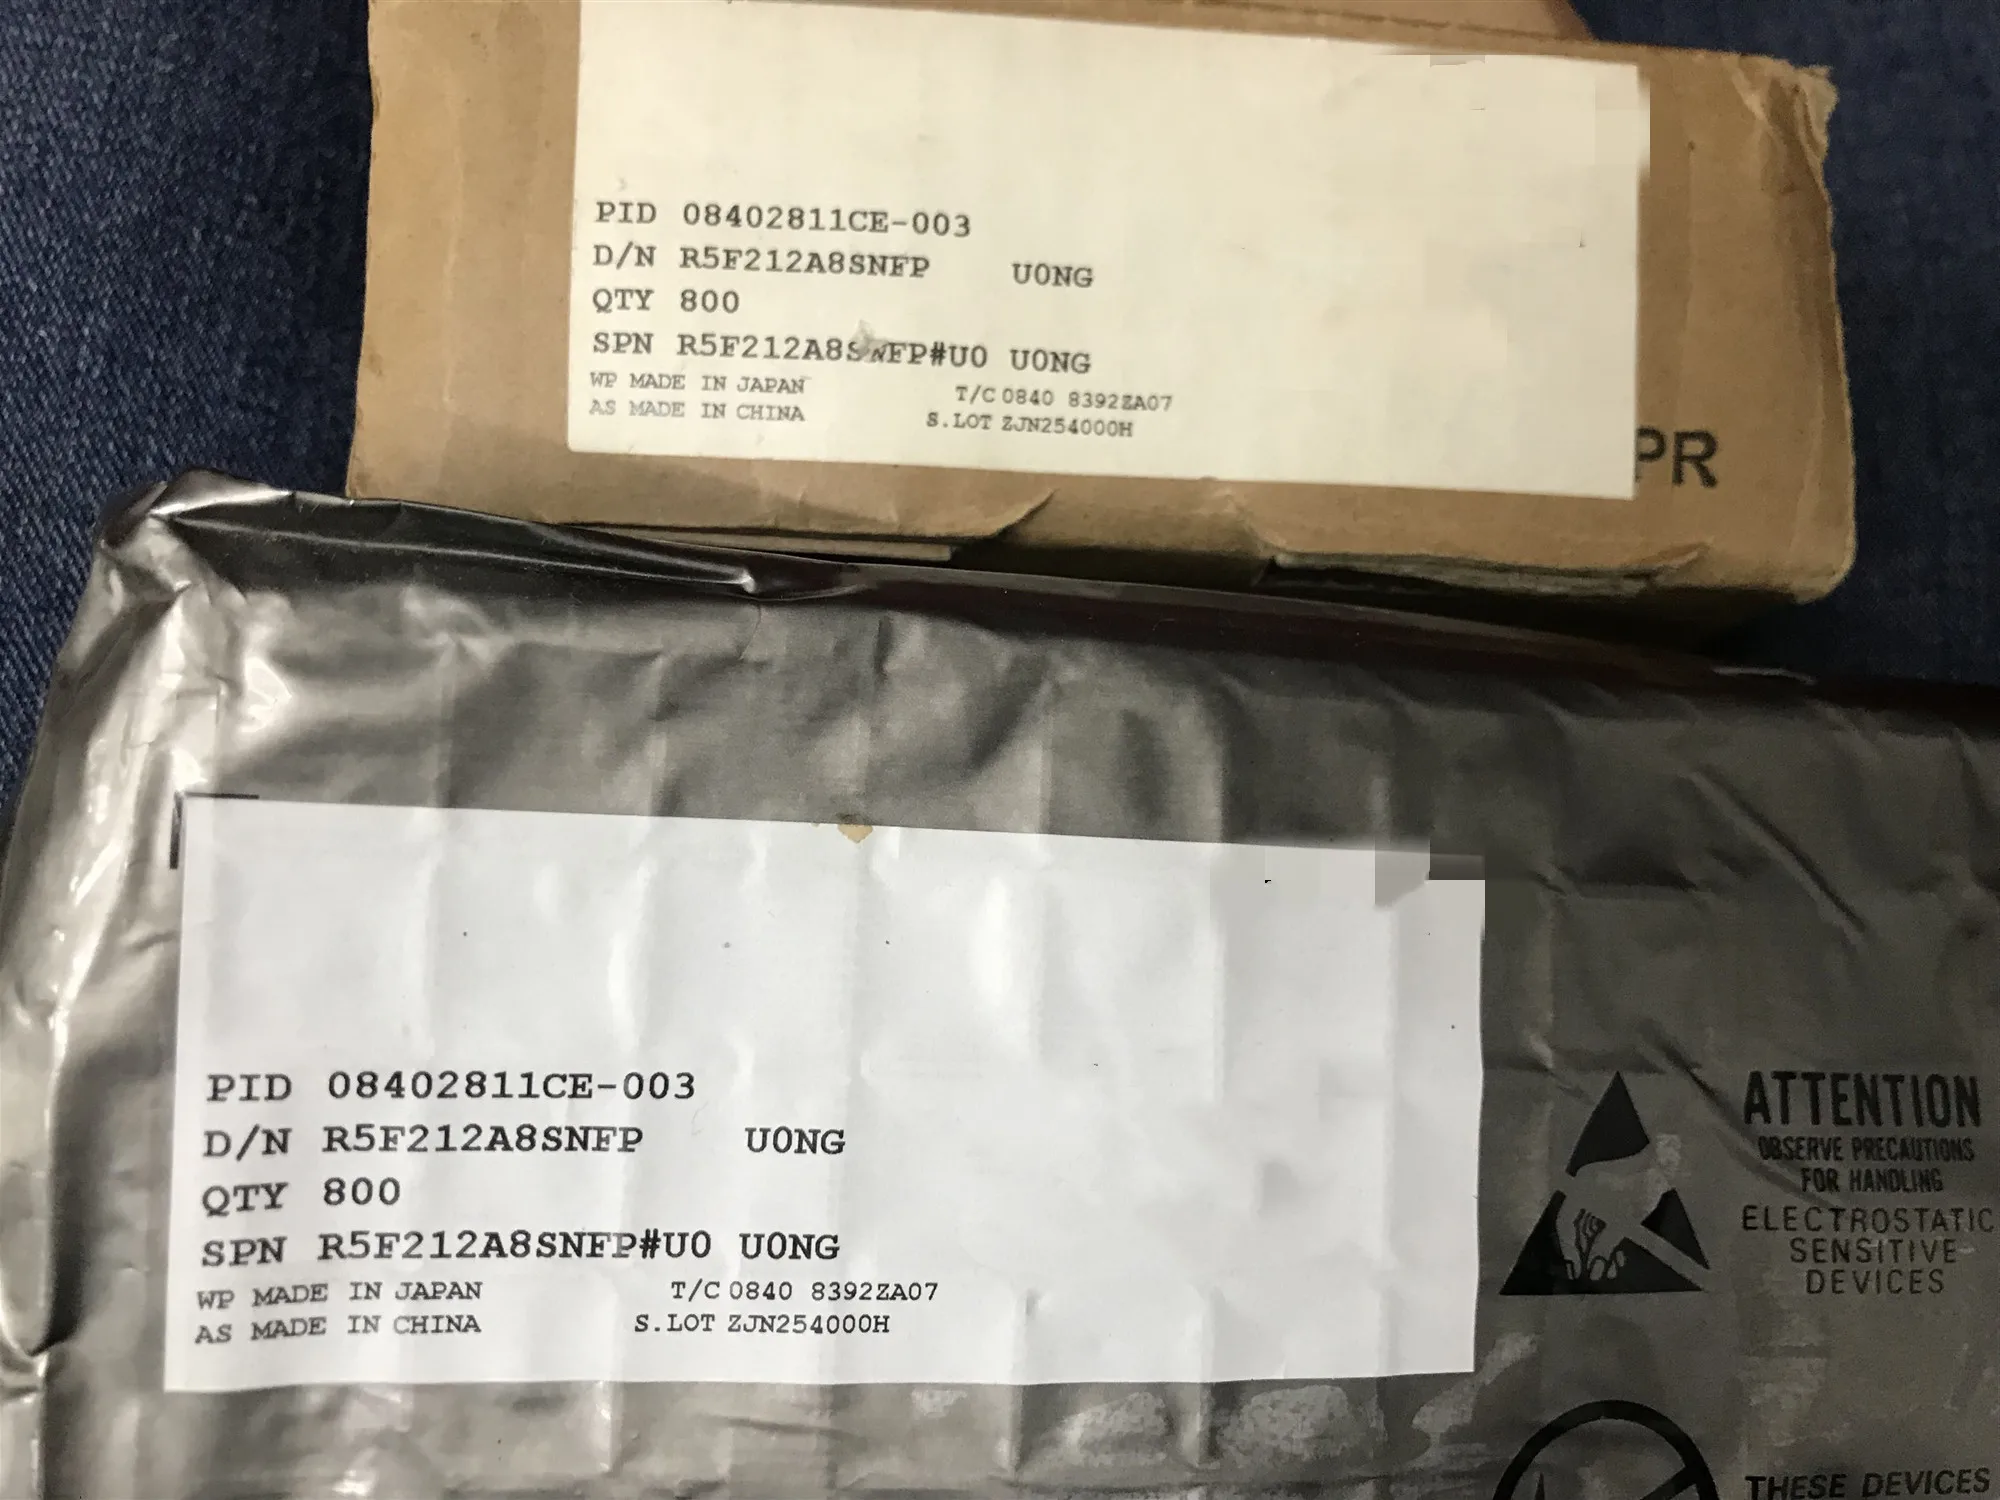 PID 08402811CE-003
D/N R5F212A8SNFP U0NG
QTY 800
SPN R5F212A8SNFP#U0 U0NG
WP MADE IN JAPAN T/C 0840 8392ZA07
AS MADE IN CHINA S.LOT ZJN254000H
PR
PID 08402811CE-003
D/N R5F212A8SNFP U0NG
QTY 800
SPN R5F212A8SNFP#U0 U0NG
WP MADE IN JAPAN T/C 0840 8392ZA07
AS MADE IN CHINA S.LOT ZJN254000H
ATTENTION
OBSERVE PRECAUTIONS
FOR HANDLING
ELECTROSTATIC
SENSITIVE
DEVICES
THESE DEVICES